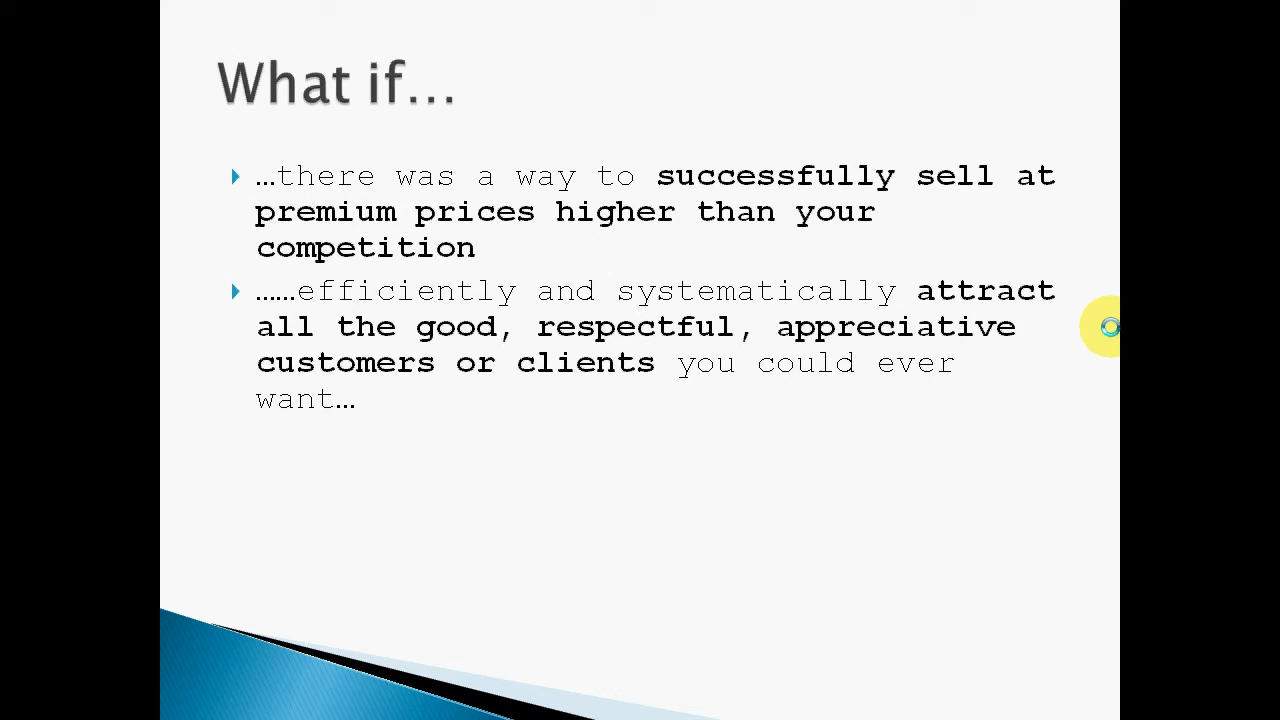 What if…
…there was a way to successfully sell at
premium prices higher than your
competition
……efficiently and systematically attract
all the good, respectful, appreciative
customers or clients you could ever
want…